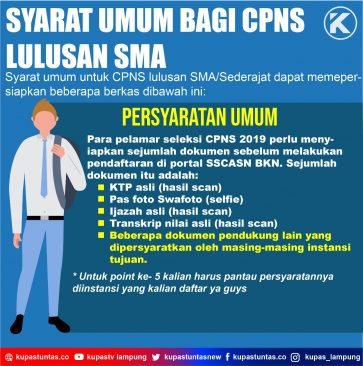 SYARAT UMUM BAGI CPNS
LULUSAN SMA
K
Syarat umum untuk CPNS lulusan SMA/Sederajat dapat memeper-
siapkan beberapa berkas dibawah ini:
PERSYARATAN UMUM
Para pelamar seleksi CPNS 2019 perlu meny-
iapkan sejumlah dokumen sebelum melakukan
pendaftaran di portal SSCASN BKN. Sejumlah
dokumen itu adalah:
KTP asli (hasil scan)
Pas foto Swafoto (selfie)
Ijazah asli (hasil scan)
Transkrip nilai asli (hasil scan)
Beberapa dokumen pendukung lain yang
dipersyaratkan oleh masing-masing instansi
tujuan.
* Untuk point ke- 5 kalian harus pantau persyaratannya
diinstansi yang kalian daftar ya guys
kupastuntas.co kupastv_lampung kupastuntasnew kupastuntas.co kupas_lampung